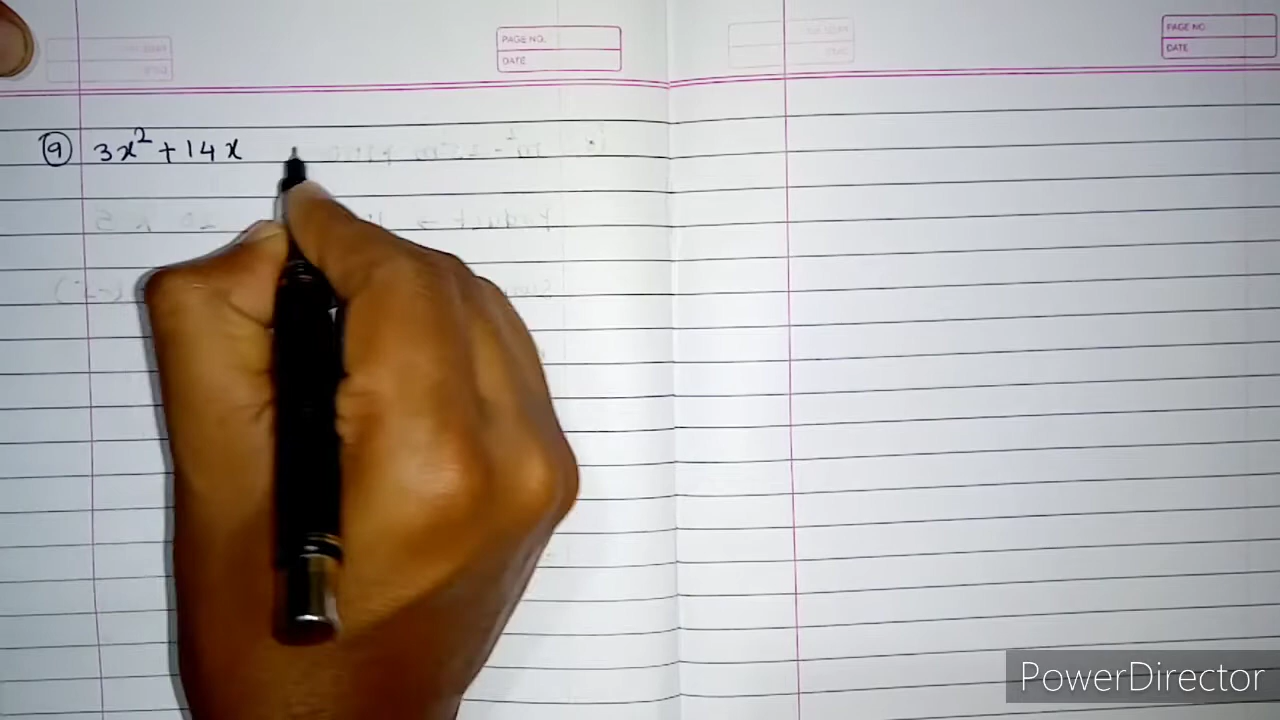 PAGE NO.
DATE
PAGE NO.
DATE
9 3x² + 14x
PowerDirector